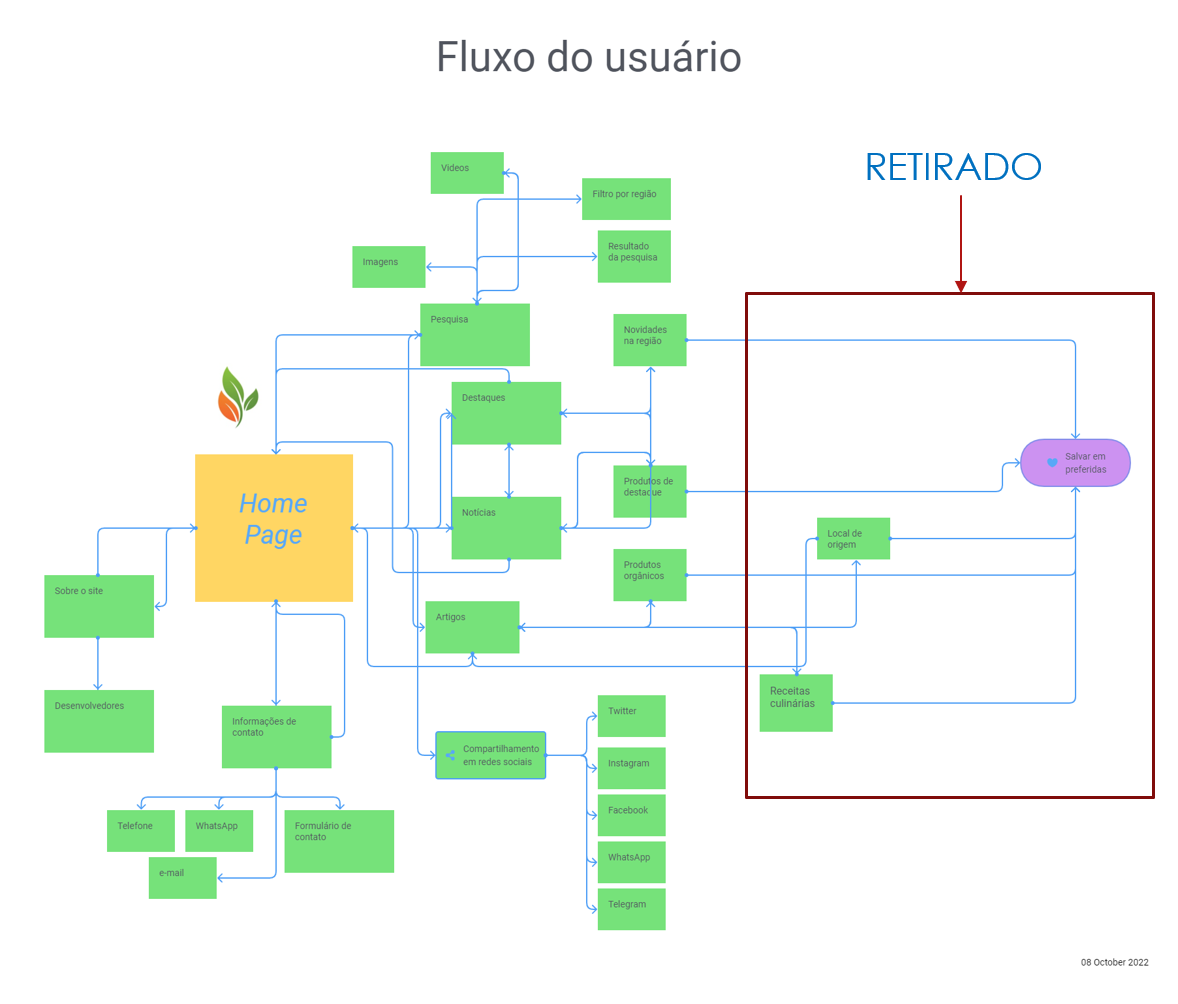 Fluxo do usuário
RETIRADO
Videos
Filtro por região
Resultado
da pesquisa
Imagens
Pesquisa
Novidades
na região
Destaques
Salvar em
preferidas
Produtos de
destaque
Home
Page
Notícias
Local de
origem
Produtos
orgânicos
Sobre o site
Artigos
Receitas
culinárias
Desenvolvedores
Informações de
contato
Twitter
Compartilhamento
em redes sociais
Instagram
Facebook
Telefone
WhatsApp
Formulário de
contato
WhatsApp
e-mail
Telegram
08 October 2022